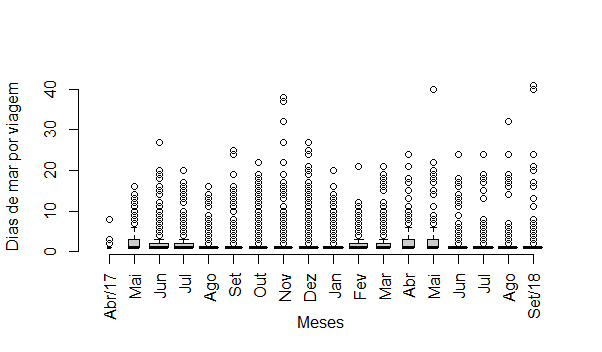 Dias de mar por viagem
40
30
20
10
0
Abr/17 Mai Jun Jul Ago Set Out Nov Dez Jan Fev Mar Abr Mai Jun Jul Ago Set/18
Meses